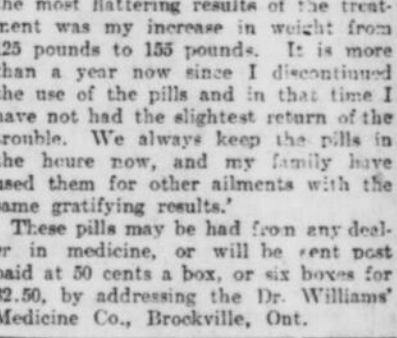 the most flattering results of the treat-
ment was my increase in weight from
125 pounds to 155 pounds. It is more
than a year now since I discontinued
the use of the pills and in that time I
have not had the slightest return of the
trouble. We always keep the pills in
the heure now, and my family have
used them for other ailments with the
same gratifying results.'
These pills may be had from any deal-
er in medicine, or will be sent post
paid at 50 cents a box, or six boxes for
$2.50, by addressing the Dr. Williams'
Medicine Co., Brockville, Ont.